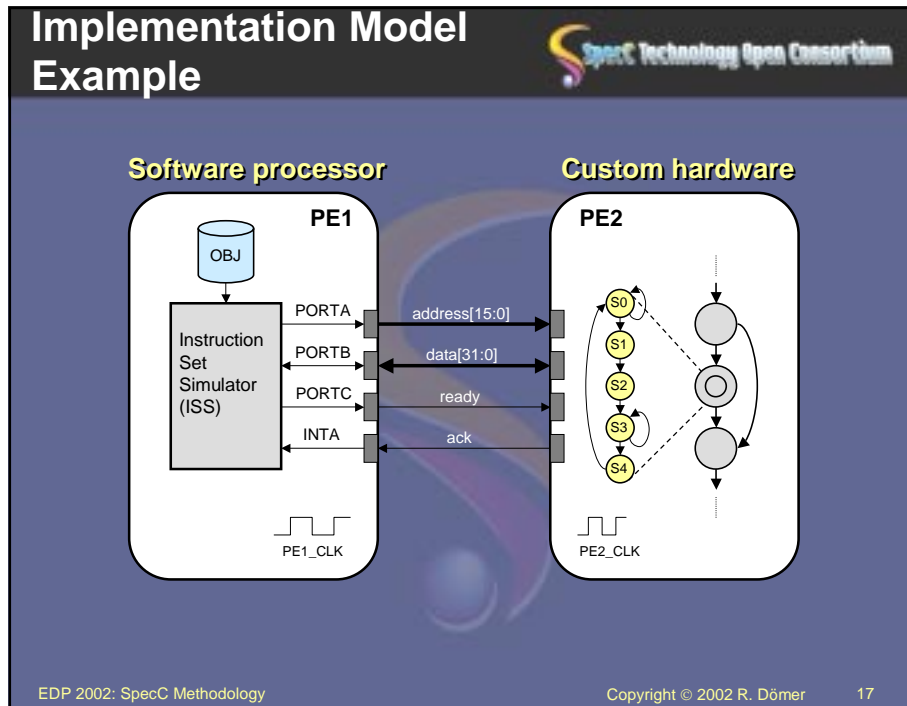 Implementation Model
Example
SpecC Technology Open Consortium
Software processor
Custom hardware
PE1
OBJ
Instruction
Set
Simulator
(ISS)
PORTA
PORTB
PORTC
INTA
PE1_CLK
address[15:0]
data[31:0]
ready
ack
PE2
S0
S1
S2
S3
S4
PE2_CLK
EDP 2002: SpecC Methodology
Copyright © 2002 R. Dömer
17